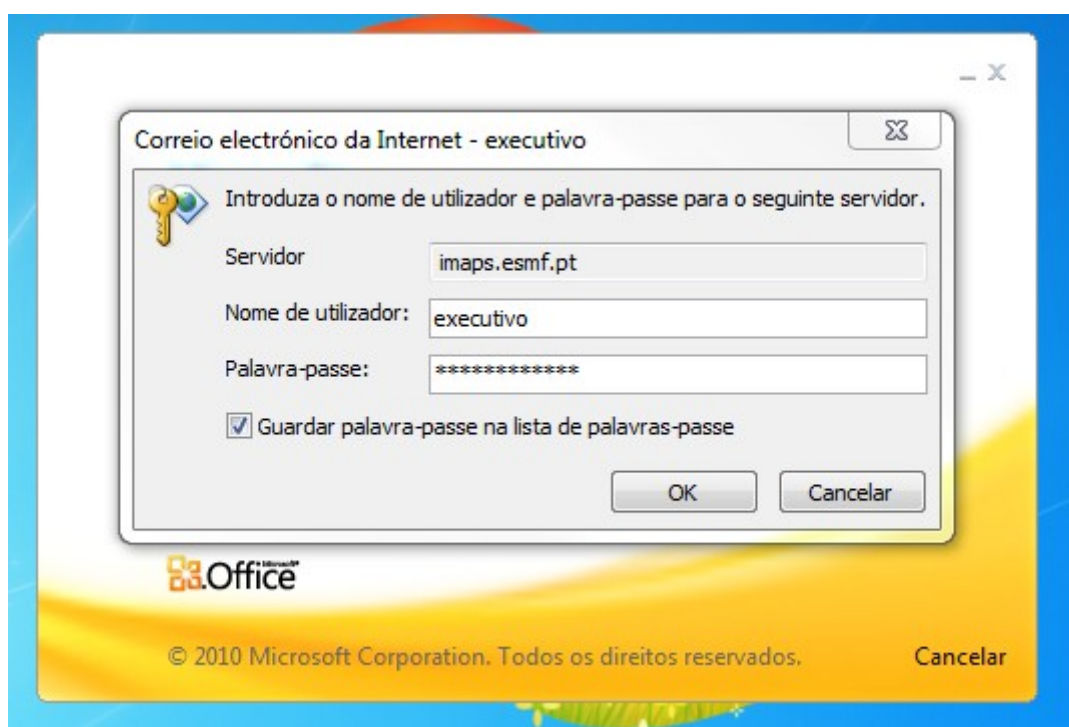 Correio electrónico da Internet - executivo
Introduza o nome de utilizador e palavra-passe para o seguinte servidor.
Servidor
imaps.esmf.pt
Nome de utilizador:
executivo
Palavra-passe:
************
Guardar palavra-passe na lista de palavras-passe
OK
Cancelar
Microsoft®
Office
© 2010 Microsoft Corporation. Todos os direitos reservados.
Cancelar